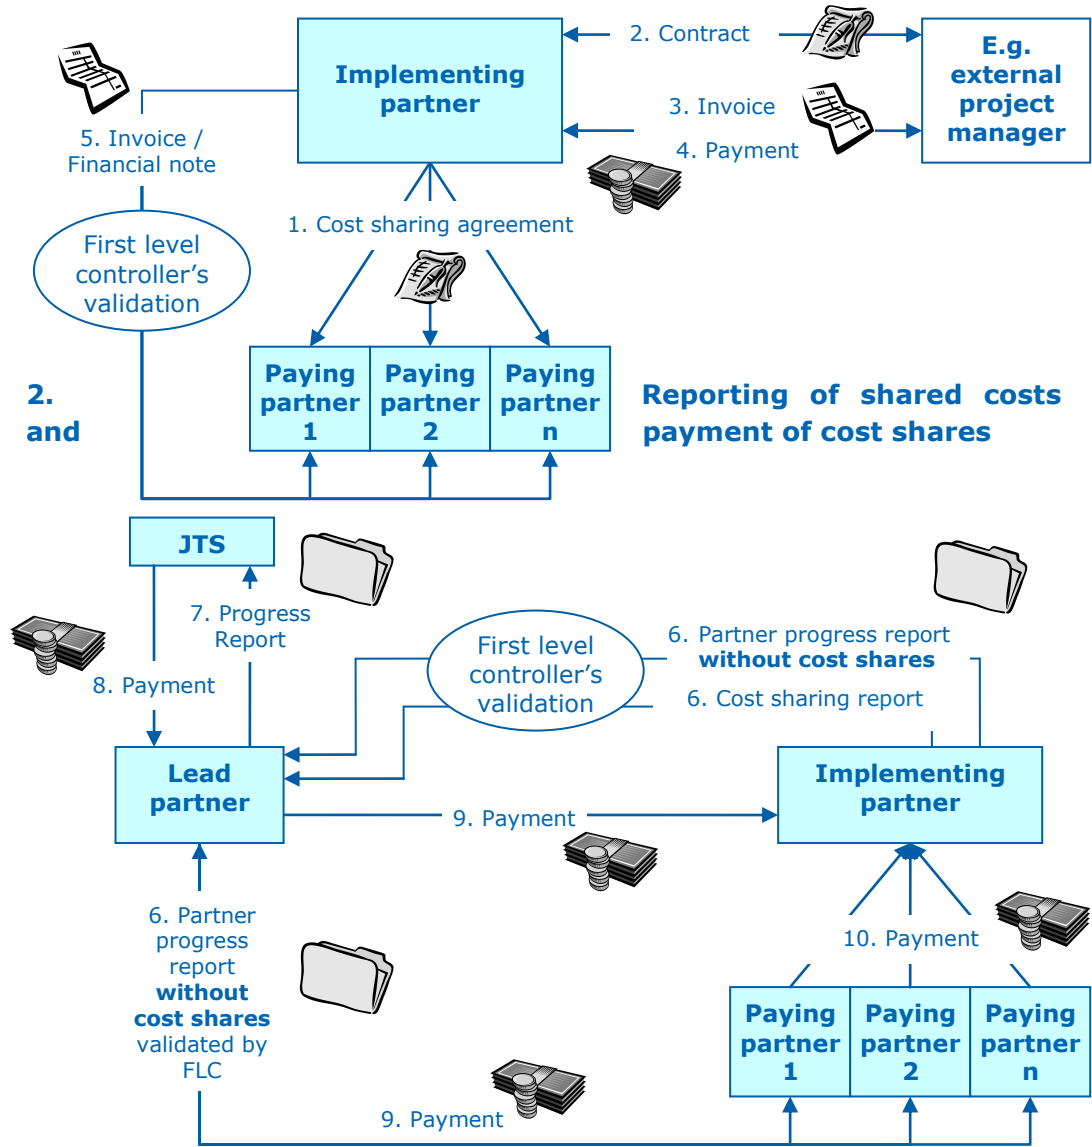 2. Contract
Implementing
partner
E.g.
external
project
manager
3. Invoice
4. Payment
5. Invoice /
Financial note
1. Cost sharing agreement
First level
controller's
validation
Paying
partner
1
Paying
partner
2
Paying
partner
n
2. Reporting of shared costs
and payment of cost shares
JTS
7. Progress
Report
8. Payment
First level
controller's
validation
6. Partner progress report
without cost shares
6. Cost sharing report
Lead
partner
Implementing
partner
9. Payment
6. Partner
progress
report
without
cost shares
validated by
FLC
10. Payment
Paying
partner
1
Paying
partner
2
Paying
partner
n
9. Payment